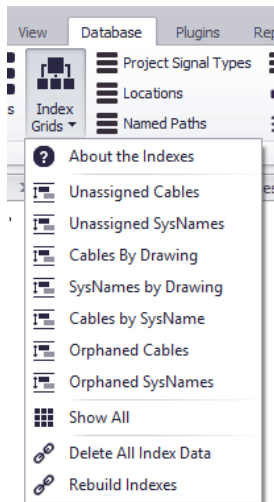 View Database Plugins Rep
Project Signal Types
Locations
Named Paths
s Index
Grids
About the Indexes
es
Unassigned Cables
Unassigned SysNames
Cables By Drawing
SysNames by Drawing
Cables by SysName
Orphaned Cables
Orphaned SysNames
Show All
Delete All Index Data
Rebuild Indexes